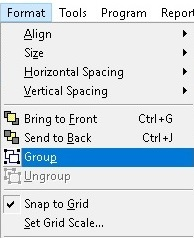 Format Tools Program Report
Align
Size
Horizontal Spacing
Vertical Spacing
Bring to Front Ctrl+G
Send to Back Ctrl+J
Group
Ungroup
Snap to Grid
Set Grid Scale...